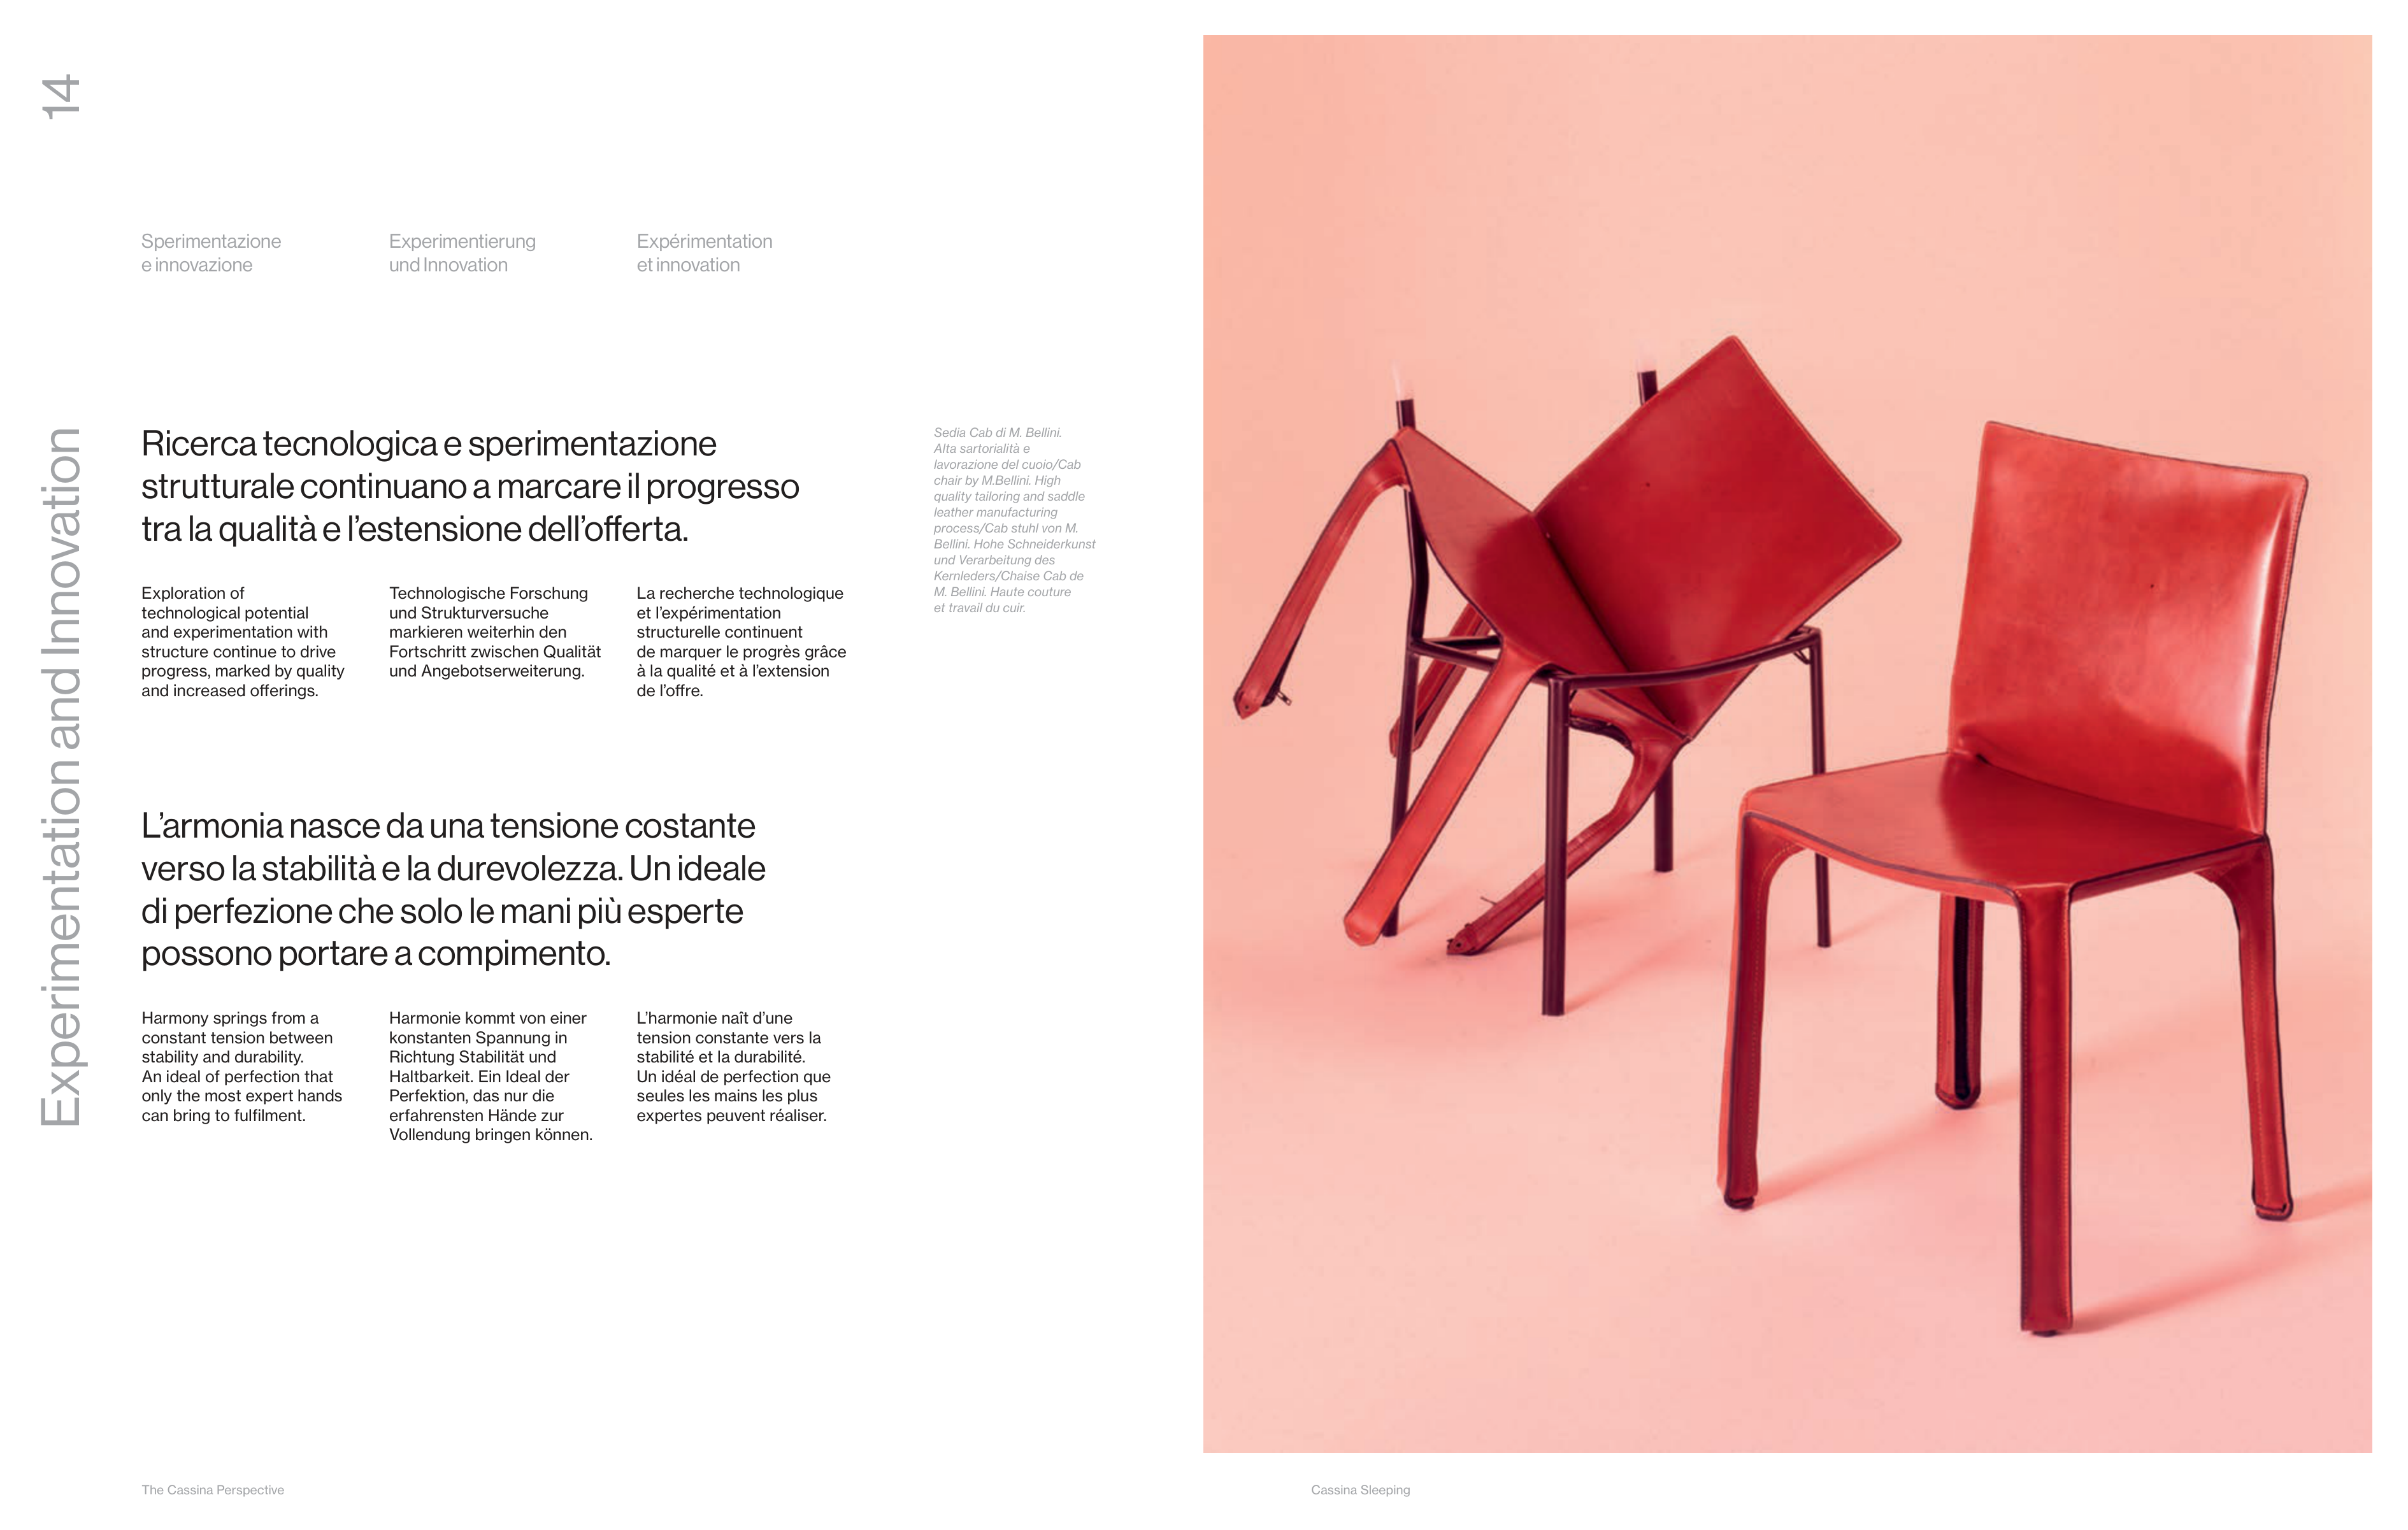 14
Experimentation and Innovation
Sperimentazione
e innovazione
Experimentierung
und Innovation
Expérimentation
et innovation
Ricerca tecnologica e sperimentazione
strutturale continuano a marcare il progresso
tra la qualità e l’estensione dell’offerta.
Exploration of
technological potential
and experimentation with
structure continue to drive
progress, marked by quality
and increased offerings.
Technologische Forschung
und Strukturversuche
markieren weiterhin den
Fortschritt zwischen Qualität
und Angebotserweiterung.
La recherche technologique
et l’expérimentation
structurelle continuent
de marquer le progrès grâce
à la qualité et à l’extension
de l’offre.
Sedia Cab di M. Bellini.
Alta sartorialità e
lavorazione del cuoio/Cab
chair by M.Bellini. High
quality tailoring and saddle
leather manufacturing
process/Cab stuhl von M.
Bellini. Hohe Schneiderkunst
und Verarbeitung des
Kernleders/Chaise Cab de
M. Bellini. Haute couture
et travail du cuir.
L’armonia nasce da una tensione costante
verso la stabilità e la durevolezza. Un ideale
di perfezione che solo le mani più esperte
possono portare a compimento.
Harmony springs from a
constant tension between
stability and durability.
An ideal of perfection that
only the most expert hands
can bring to fulfilment.
Harmonie kommt von einer
konstanten Spannung in
Richtung Stabilität und
Haltbarkeit. Ein Ideal der
Perfektion, das nur die
erfahrensten Hände zur
Vollendung bringen können.
L’harmonie naît d’une
tension constante vers la
stabilité et la durabilité.
Un idéal de perfection que
seules les mains les plus
expertes peuvent réaliser.
The Cassina Perspective
Cassina Sleeping